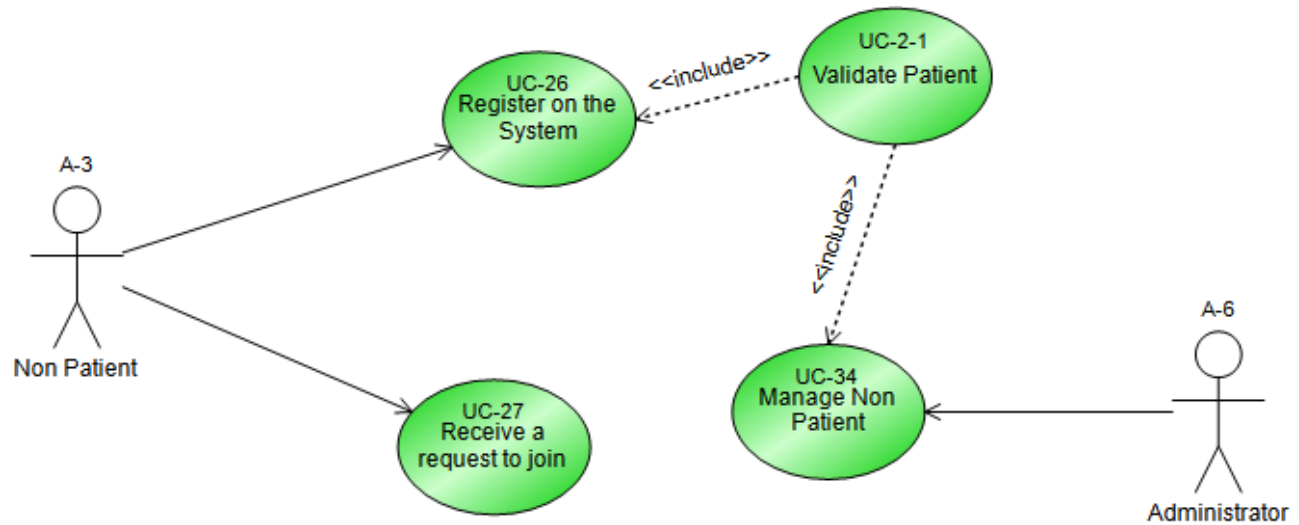 UC-2-1
Validate Patient
<<include>>
UC-26
Register on the
System
A-3
Non Patient
<<include>>
A-6
Administrator
UC-34
Manage Non
Patient
UC-27
Receive a
request to join